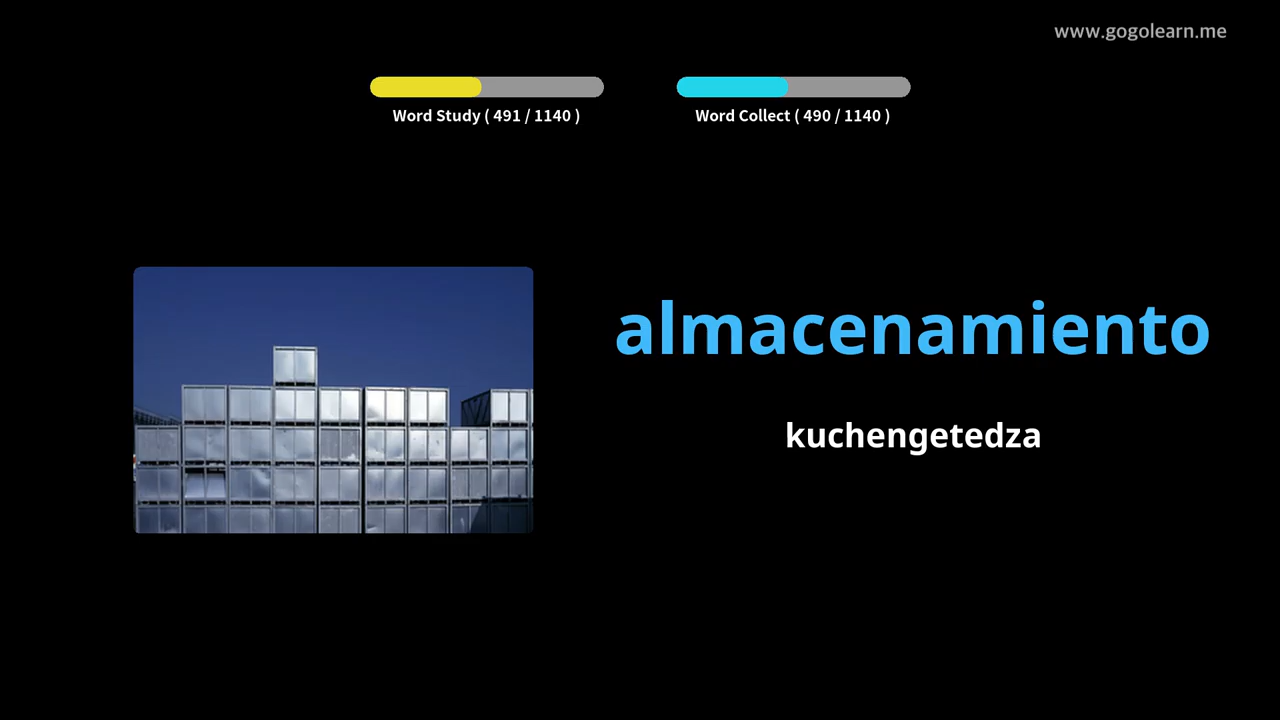 www.gogolearn.me
Word Study ( 491 / 1140 )
Word Collect ( 490 / 1140 )
almacenamiento
kuchengetedza